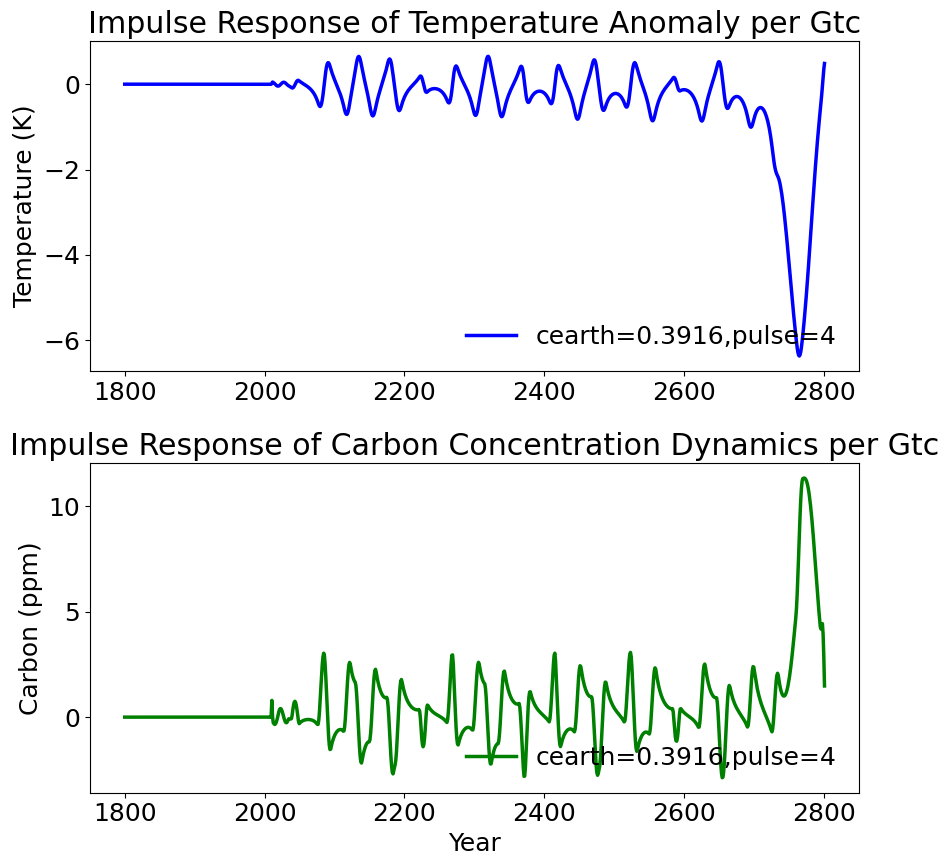 Impulse Response of Temperature Anomaly per Gtc
Temperature (K)
0
−2
−4
−6
cearth=0.3916,pulse=4
1800 2000 2200 2400 2600 2800
Impulse Response of Carbon Concentration Dynamics per Gtc
Carbon (ppm)
10
5
0
cearth=0.3916,pulse=4
1800 2000 2200 2400 2600 2800
Year